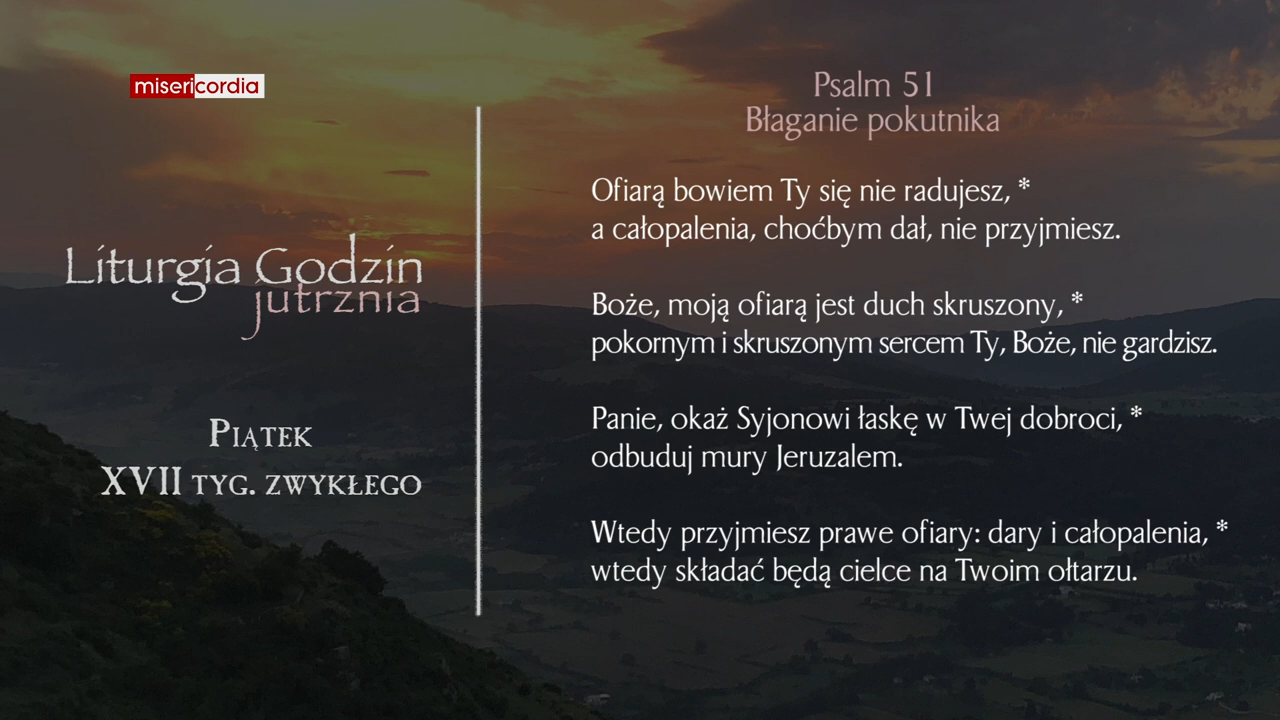 misericordia
Liturgia Godzin
jutrznia
Piątek
XVII tyg. zwykłego
Psalm 51
Błaganie pokutnika
Ofiarą bowiem Ty się nie radujesz, *
a całopalenia, choćbym dał, nie przyjmiesz.
Boże, moją ofiarą jest duch skruszony, *
pokornym i skruszonym sercem Ty, Boże, nie gardzisz.
Panie, okaż Syjonowi łaskę w Twej dobroci, *
odbuduj mury Jeruzalem.
Wtedy przyjmiesz prawe ofiary: dary i całopalenia, *
wtedy składać będą cielce na Twoim ołtarzu.